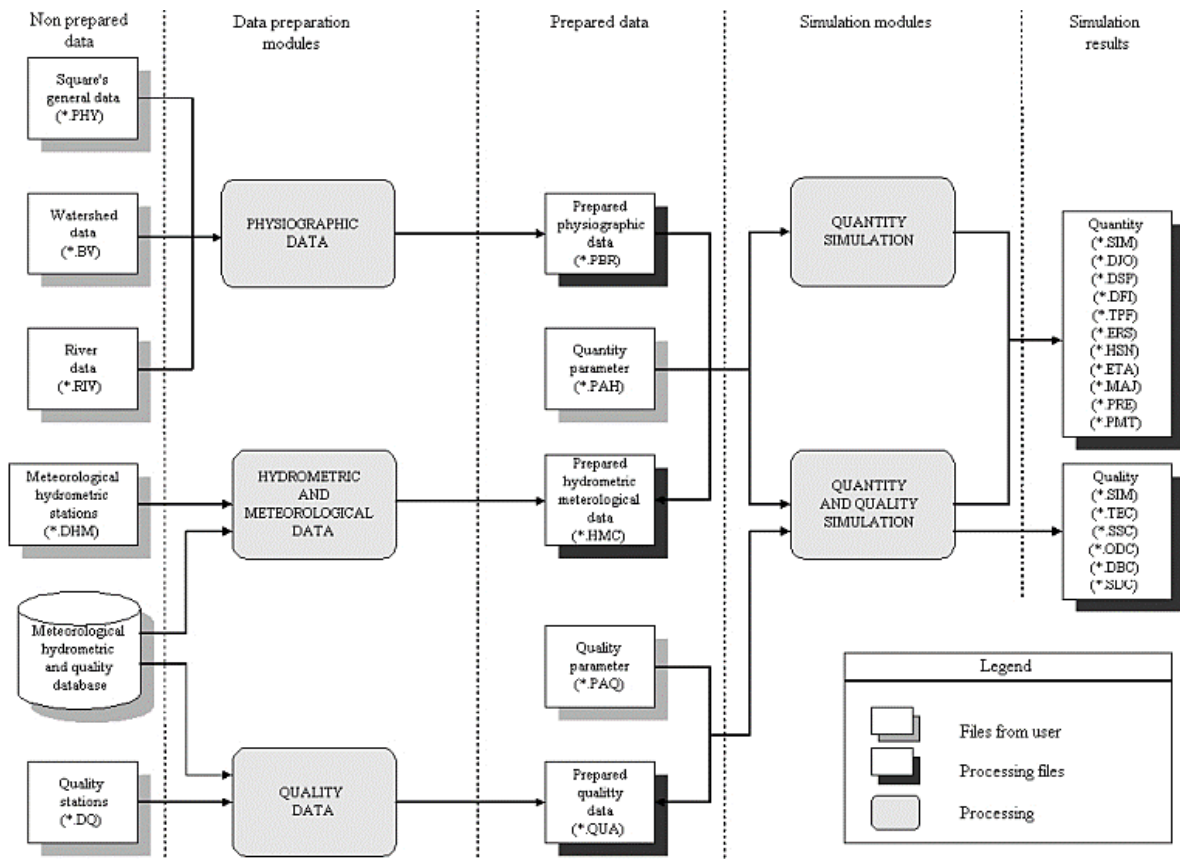 Non prepared
data
Data preparation
modules
Prepared data
Simulation modules
Simulation
results
Square's
general data
(*.PHY)
Watershed
data
(*.BV)
River
data
(*.RIV)
Meteorological
hydrometric
stations
(*.DHM)
Meteorological
hydrometric
and quality
database
Quality
stations
(*.DQ)
PHYSIOGRAPHIC
DATA
HYDROMETRIC
AND
METEOROLOGICAL
DATA
QUALITY
DATA
Prepared
physiographic
data
(*.PBR)
Quantity
parameter
(*.PAH)
Prepared
hydrometric
meterological
data
(*.HMC)
Quality
parameter
(*.PAQ)
Prepared
qualitty
data
(*.QUA)
QUANTITY
SIMULATION
QUANTITY
AND QUALITY
SIMULATION
Quantity
(*.SIM)
(*.DJO)
(*.DSF)
(*.DFI)
(*.TPF)
(*.ERS)
(*.HSN)
(*.ETA)
(*.MAJ)
(*.PRE)
(*.PMT)
Quality
(*.SIM)
(*.TEC)
(*.SSC)
(*.ODC)
(*.DBC)
(*.SDC)
Legend
Files from user
Processing files
Processing